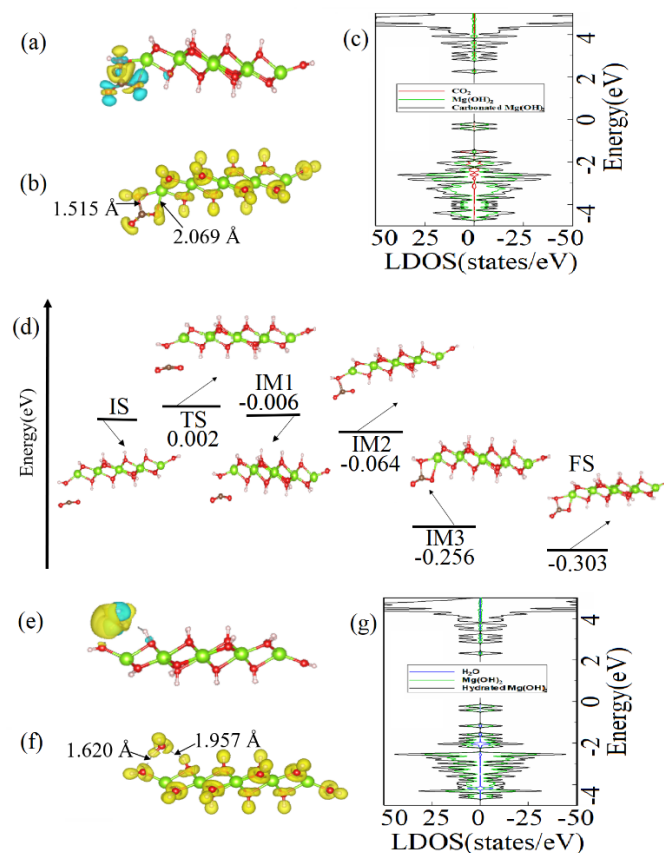 (a)
(c)
4
2
0
-2
-4
Energy(eV)
CO₂
Mg(OH)₂
Carbonated Mg(OH)₂
50 25 0 -25 -50
LDOS(states/eV)
(b)
1.515 Å
2.069 Å
(d)
Energy(eV)
IS
TS
0.002
IM1
-0.006
IM2
-0.064
IM3
-0.256
FS
-0.303
(e)
(g)
4
2
0
-2
-4
Energy(eV)
H₂O
Mg(OH)₂
Hydrated Mg(OH)₂
50 25 0 -25 -50
LDOS(states/eV)
(f)
1.620 Å
1.957 Å